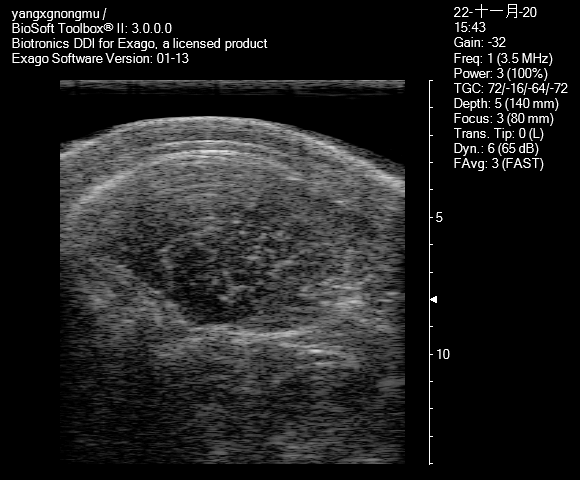 yangxgnongmu /
BioSoft Toolbox® II: 3.0.0.0
Biotronics DDI for Exago, a licensed product
Exago Software Version: 01-13
22-十一月-20
15:43
Gain: -32
Freq: 1 (3.5 MHz)
Power: 3 (100%)
TGC: 72/-16/-64/-72
Depth: 5 (140 mm)
Focus: 3 (80 mm)
Trans. Tip: 0 (L)
Dyn.: 6 (65 dB)
FAvg: 3 (FAST)
5
10